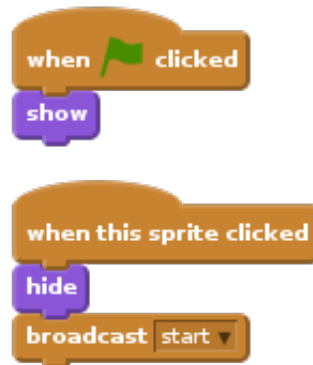 when clicked
show
when this sprite clicked
hide
broadcast start